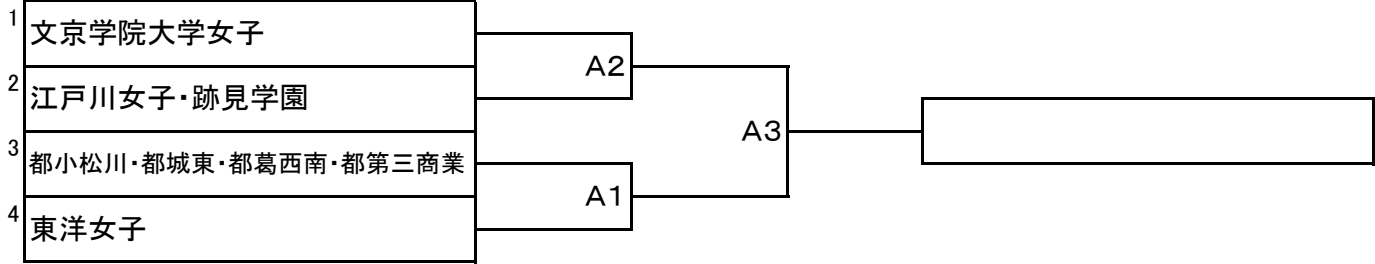 1 文京学院大学女子
A2
2 江戸川女子・跡見学園
A3
3 都小松川・都城東・都葛西南・都第三商業
A1
4 東洋女子